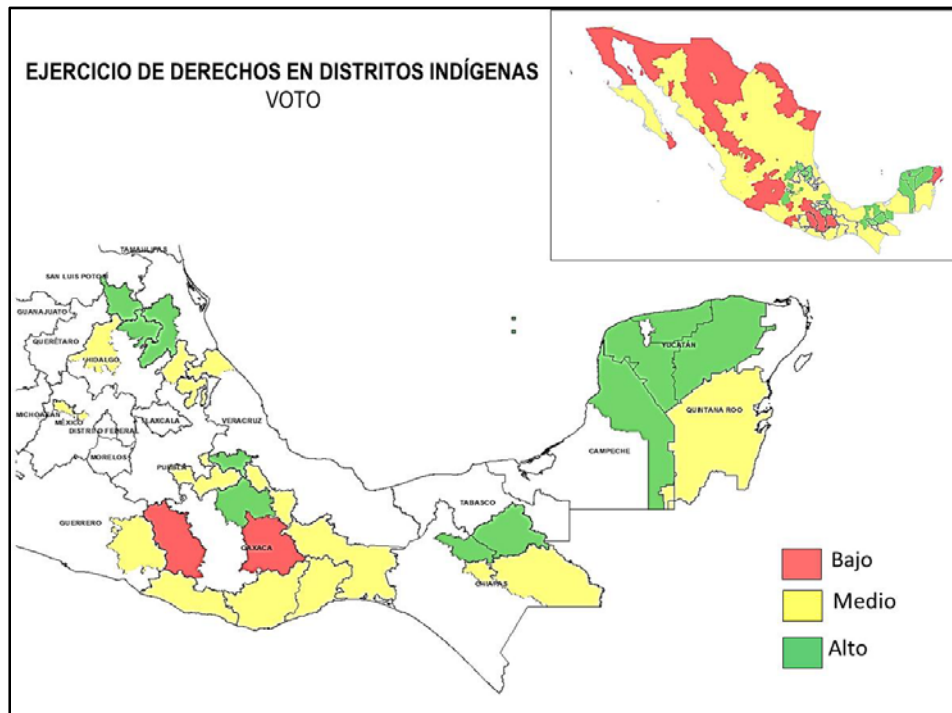 EJERCICIO DE DERECHOS EN DISTRITOS INDÍGENAS
VOTO
TAMAULIPAS
SAN LUIS POTOSÍ
GUANAJUATO
QUERÉTARO
HIDALGO
MICHOACÁN
MÉXICO
DISTRITO FEDERAL
TLAXCALA
VERACRUZ
MORELOS
PUEBLA
GUERRERO
OAXACA
TABASCO
CHIAPAS
CAMPECHE
YUCATÁN
QUINTANA ROO
Bajo
Medio
Alto